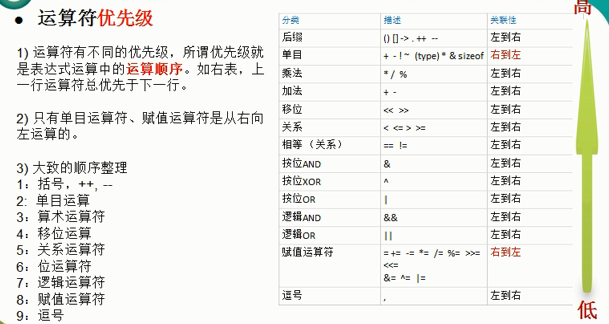 ● 运算符优先级
1) 运算符有不同的优先级，所谓优先级就
是表达式运算中的运算顺序。如右表，上
一行运算符总优先于下一行。
2) 只有单目运算符、赋值运算符是从右向
左运算的。
3) 大致的顺序整理
1：括号，++, --
2: 单目运算
3：算术运算符
4：移位运算
5：关系运算符
6：位运算符
7：逻辑运算符
8：赋值运算符
9：逗号
高
分类 描述 关联性
后缀 () [] -> . ++ -- 左到右
单目 + - ! ~ (type) * & sizeof 右到左
乘法 * / % 左到右
加法 + - 左到右
移位 << >> 左到右
关系 < <= > >= 左到右
相等（关系） == != 左到右
按位AND & 左到右
按位XOR ^ 左到右
按位OR | 左到右
逻辑AND && 左到右
逻辑OR || 左到右
赋值运算符 = += -= *= /= %= >>= 右到左
<<=
&= ^= |=
逗号 , 左到右
低